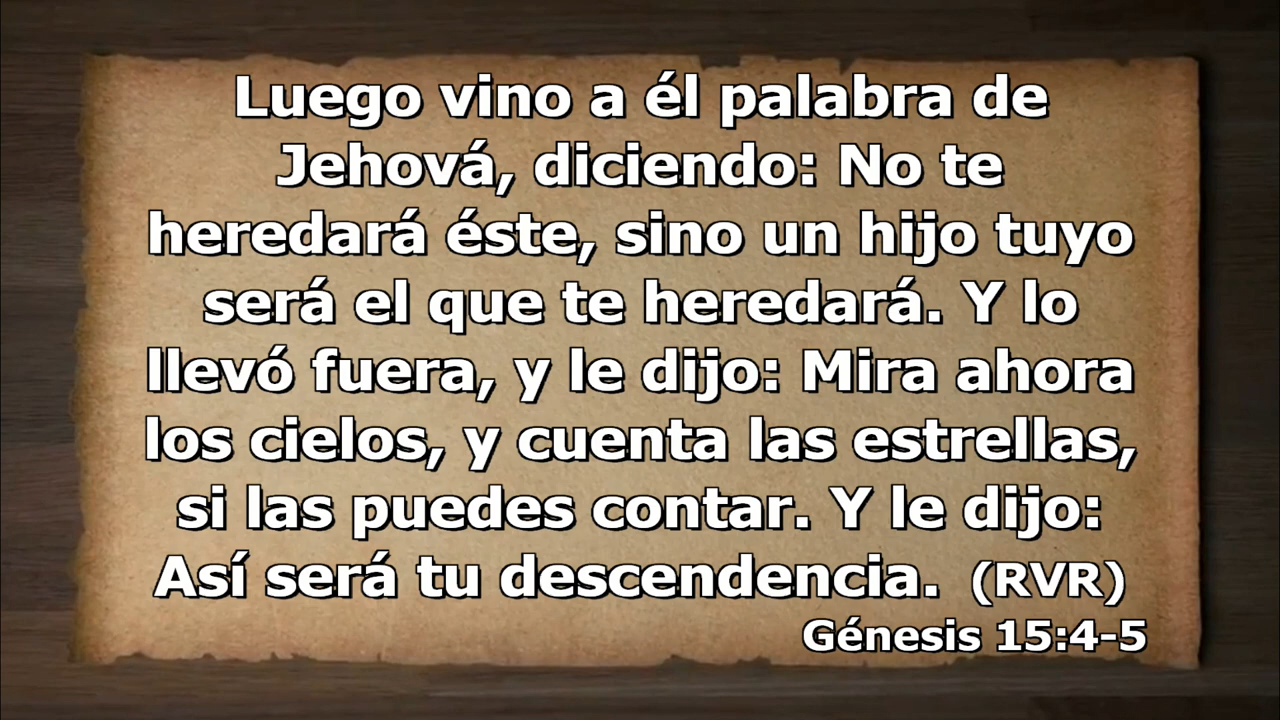 Luego vino a él palabra de
Jehová, diciendo: No te
heredará éste, sino un hijo tuyo
será el que te heredará. Y lo
llevó fuera, y le dijo: Mira ahora
los cielos, y cuenta las estrellas,
si las puedes contar. Y le dijo:
Así será tu descendencia. (RVR)
Génesis 15:4-5